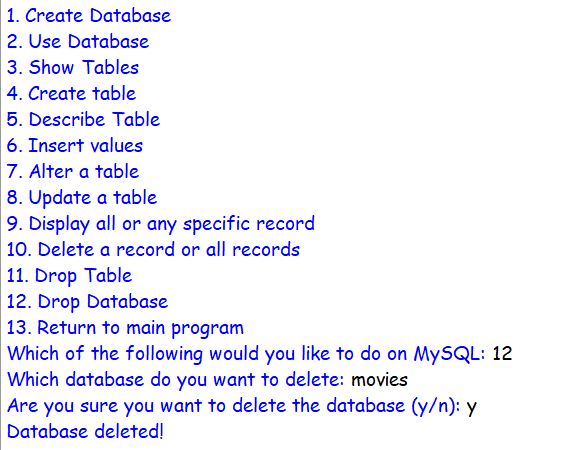 1. Create Database
2. Use Database
3. Show Tables
4. Create table
5. Describe Table
6. Insert values
7. Alter a table
8. Update a table
9. Display all or any specific record
10. Delete a record or all records
11. Drop Table
12. Drop Database
13. Return to main program
Which of the following would you like to do on MySQL: 12
Which database do you want to delete: movies
Are you sure you want to delete the database (y/n): y
Database deleted!